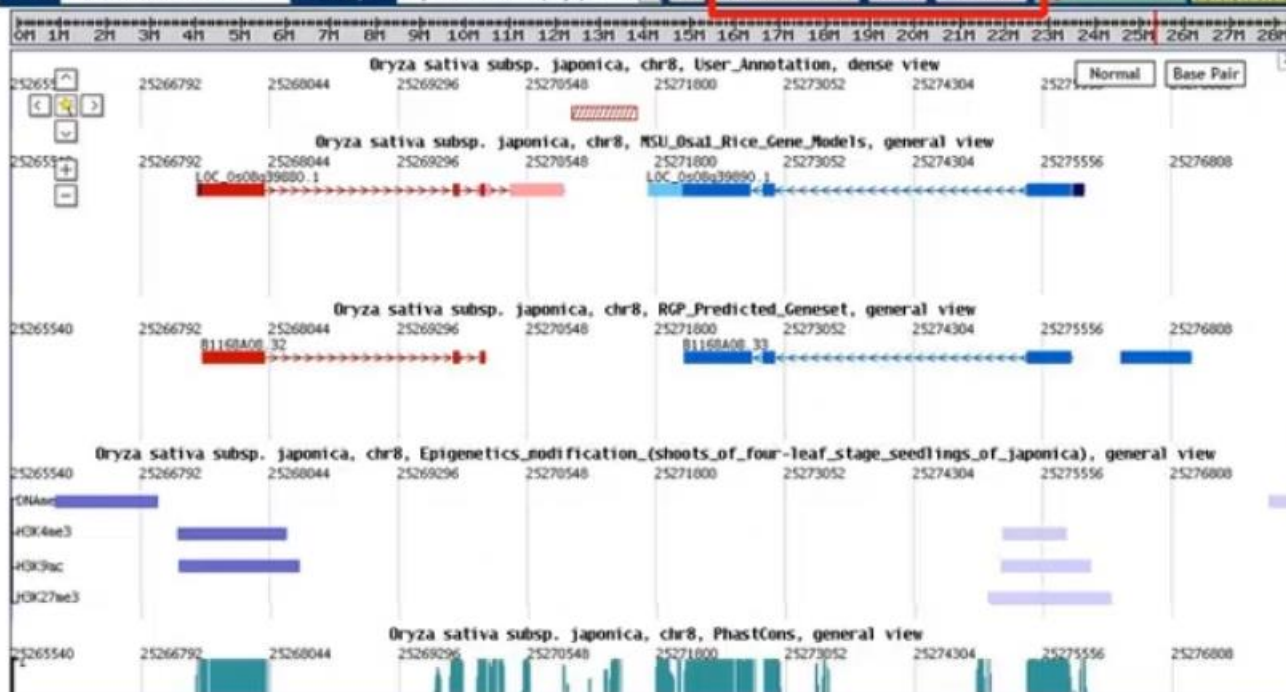 0M 1M 2M 3M 4M 5M 6M 7M 8M 9M 10M 11M 12M 13M 14M 15M 16M 17M 18M 19M 20M 21M 22M 23M 24M 25M 26M 27M 28M
Oryza sativa subsp. japonica, chr8, User_Annotation, dense view
25266792 25268044 25269296 25270548 25271800 25273052 25274304
Normal Base Pair
Oryza sativa subsp. japonica, chr8, MSU_Osa1_Rice_Gene_Models, general view
25266792 25268044 25269296 25270548 25271800 25273052 25274304 25275556 25276808
LOC_Os08g39880.1 LOC_Os08g39890.1
Oryza sativa subsp. japonica, chr8, RGP_Predicted_Geneset, general view
25265540 25266792 25268044 25269296 25270548 25271800 25273052 25274304 25275556 25276808
B1168A08.32 B1168A08.33
Oryza sativa subsp. japonica, chr8, Epigenetics_modification_(shoots_of_four-leaf_stage_seedlings_of_japonica), general view
25265540 25266792 25268044 25269296 25270548 25271800 25273052 25274304 25275556 25276808
DNAme
H3K4me3
H3K9ac
H3K27me3
Oryza sativa subsp. japonica, chr8, PhastCons, general view
25265540 25266792 25268044 25269296 25270548 25271800 25273052 25274304 25275556 25276808